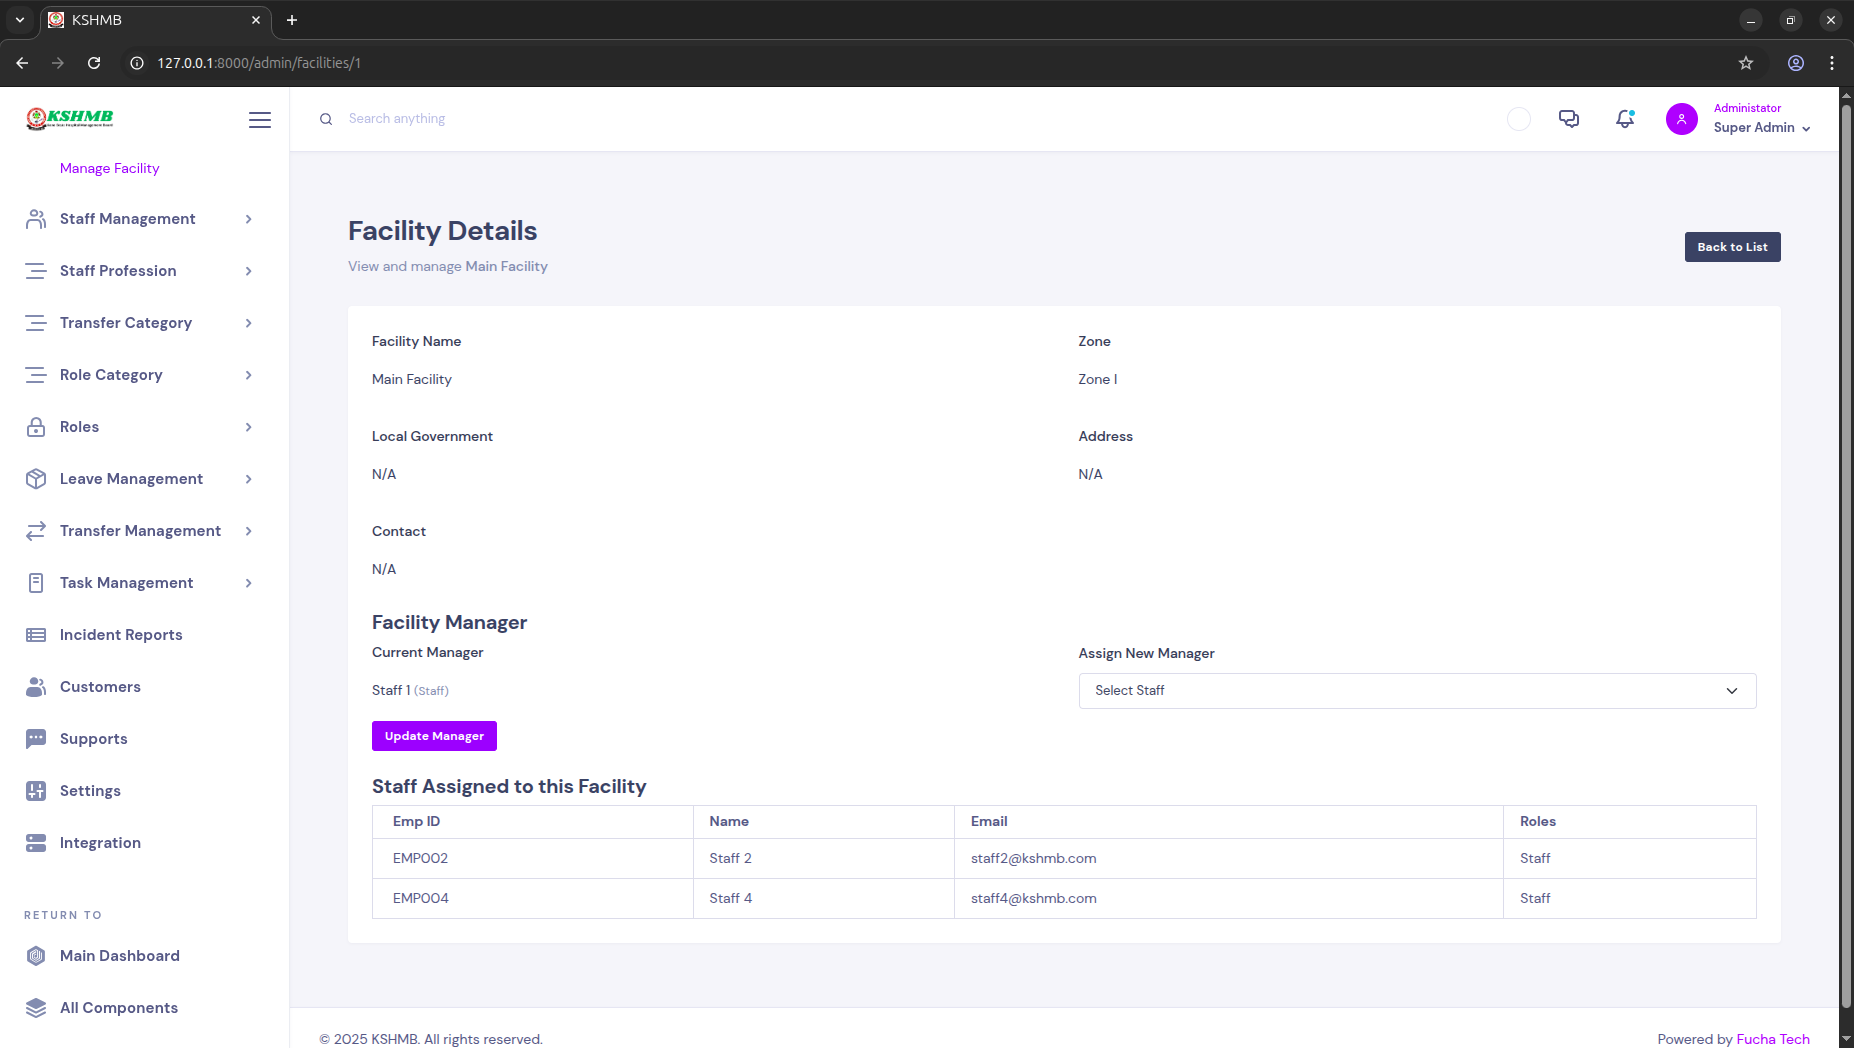 KSHMB
127.0.0.1:8000/admin/facilities/1
KSHMB
Search anything
Administator
Super Admin
Manage Facility
Staff Management
Staff Profession
Transfer Category
Role Category
Roles
Leave Management
Transfer Management
Task Management
Incident Reports
Customers
Supports
Settings
Integration
RETURN TO
Main Dashboard
All Components
Facility Details
View and manage Main Facility
Back to List
Facility Name
Zone
Main Facility
Zone I
Local Government
Address
N/A
N/A
Contact
N/A
Facility Manager
Current Manager
Assign New Manager
Staff 1 (Staff)
Select Staff
Update Manager
Staff Assigned to this Facility
Emp ID Name Email Roles
EMP002 Staff 2 staff2@kshmb.com Staff
EMP004 Staff 4 staff4@kshmb.com Staff
© 2025 KSHMB. All rights reserved.
Powered by Fucha Tech